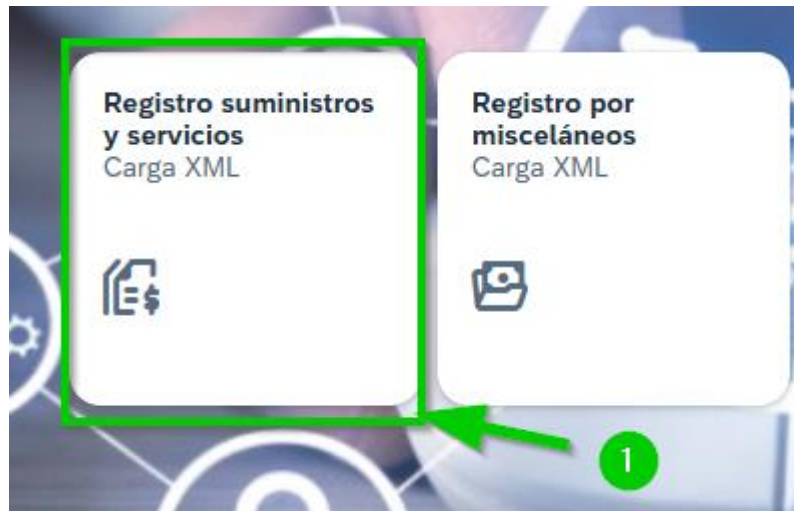 Registro suministros
y servicios
Carga XML
Registro por
misceláneos
Carga XML
1